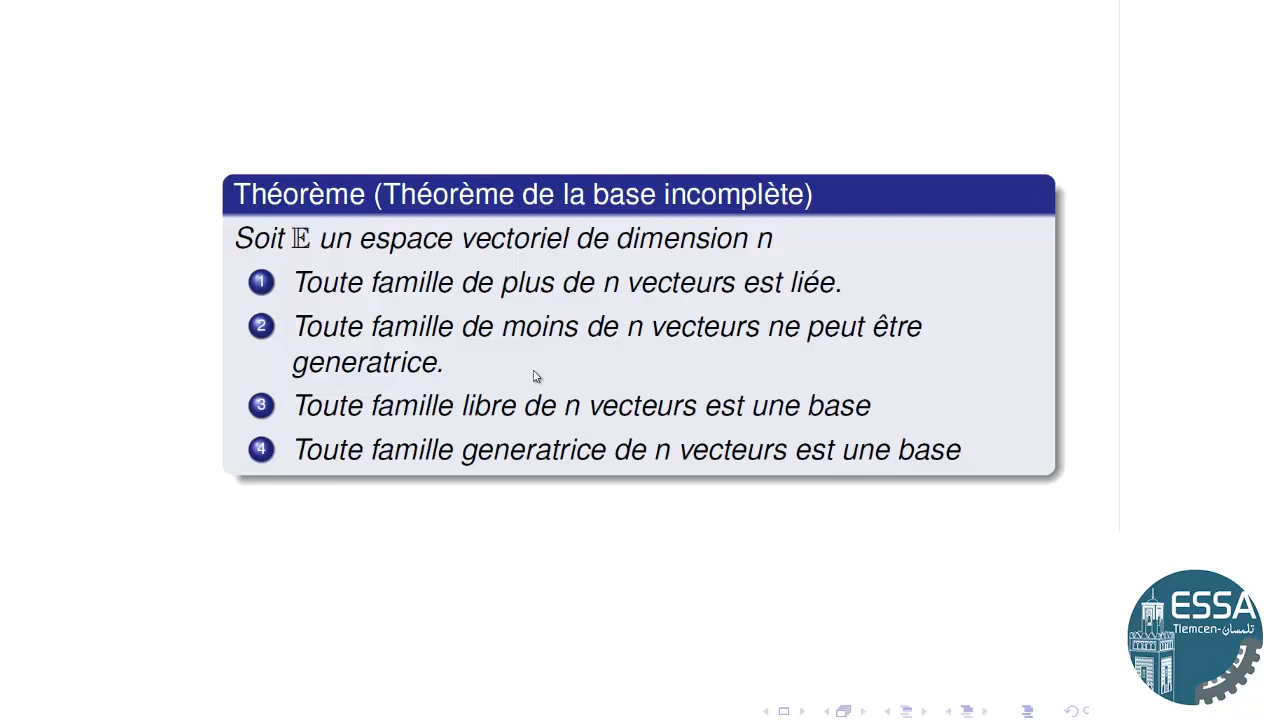 Théorème (Théorème de la base incomplète)
Soit 𝔼 un espace vectoriel de dimension n
1 Toute famille de plus de n vecteurs est liée.
2 Toute famille de moins de n vecteurs ne peut être
generatrice.
3 Toute famille libre de n vecteurs est une base
4 Toute famille generatrice de n vecteurs est une base
ESSA
Tlemcen-تلمسان